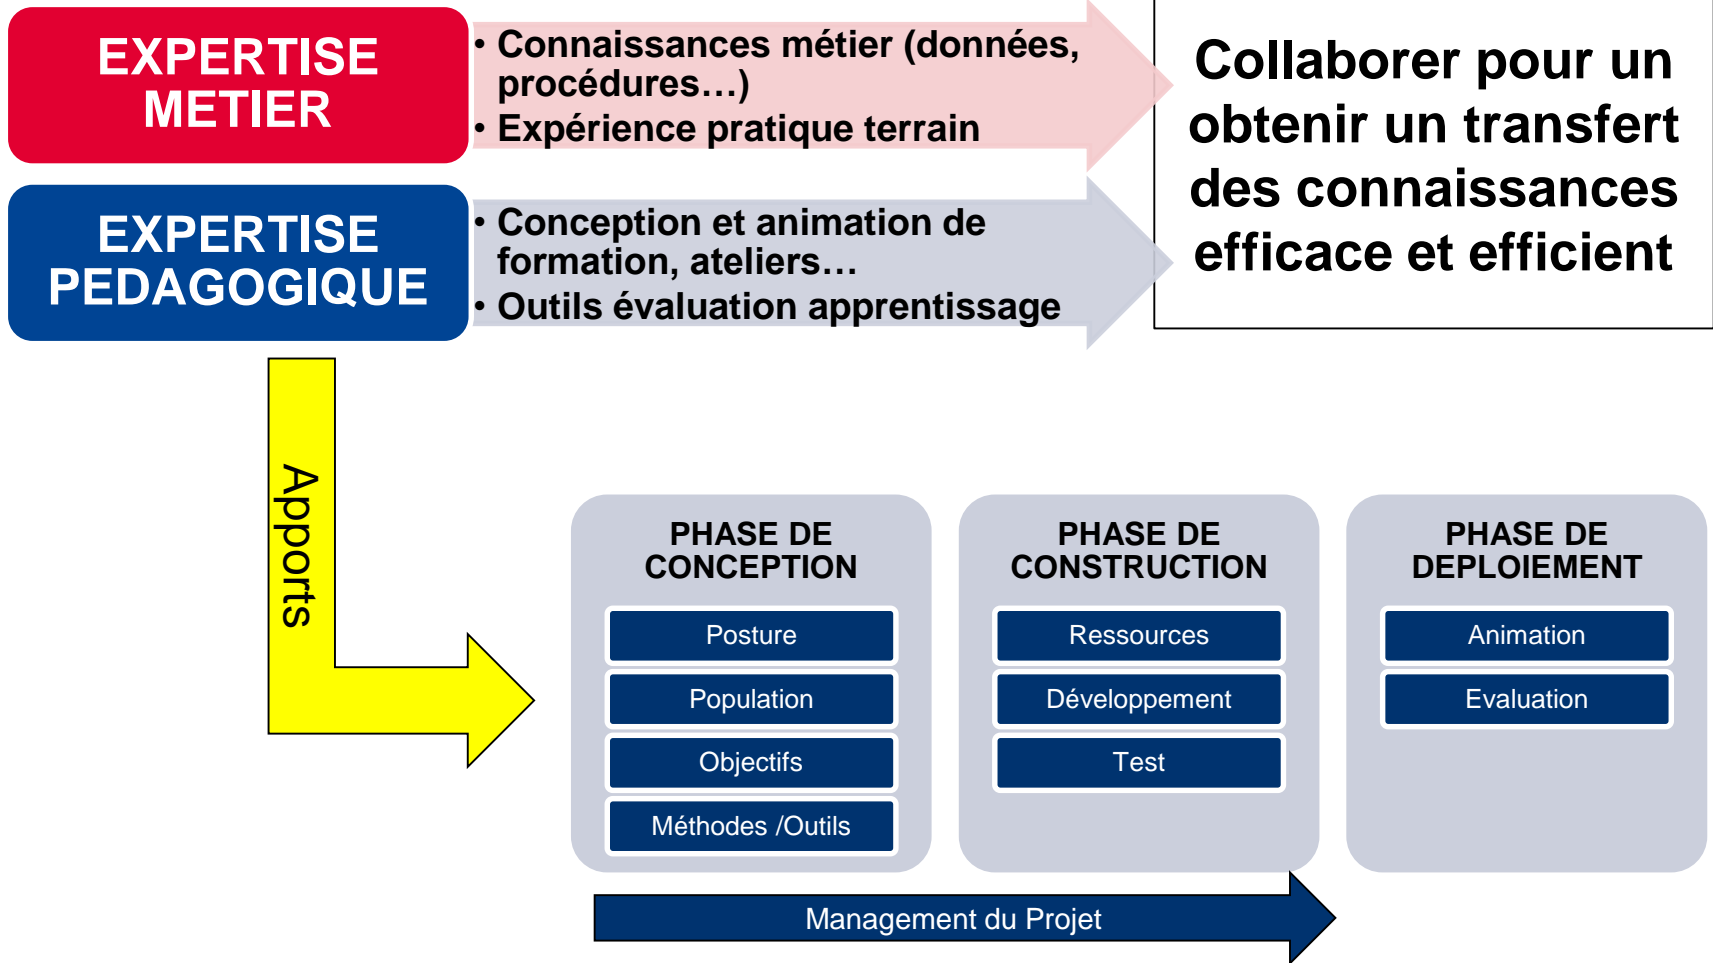 EXPERTISE
METIER
• Connaissances métier (données,
procédures…)
• Expérience pratique terrain
Collaborer pour un
obtenir un transfert
des connaissances
efficace et efficient
EXPERTISE
PEDAGOGIQUE
• Conception et animation de
formation, ateliers…
• Outils évaluation apprentissage
Apports
PHASE DE
CONCEPTION
Posture
Population
Objectifs
Méthodes /Outils
PHASE DE
CONSTRUCTION
Ressources
Développement
Test
PHASE DE
DEPLOIEMENT
Animation
Evaluation
Management du Projet